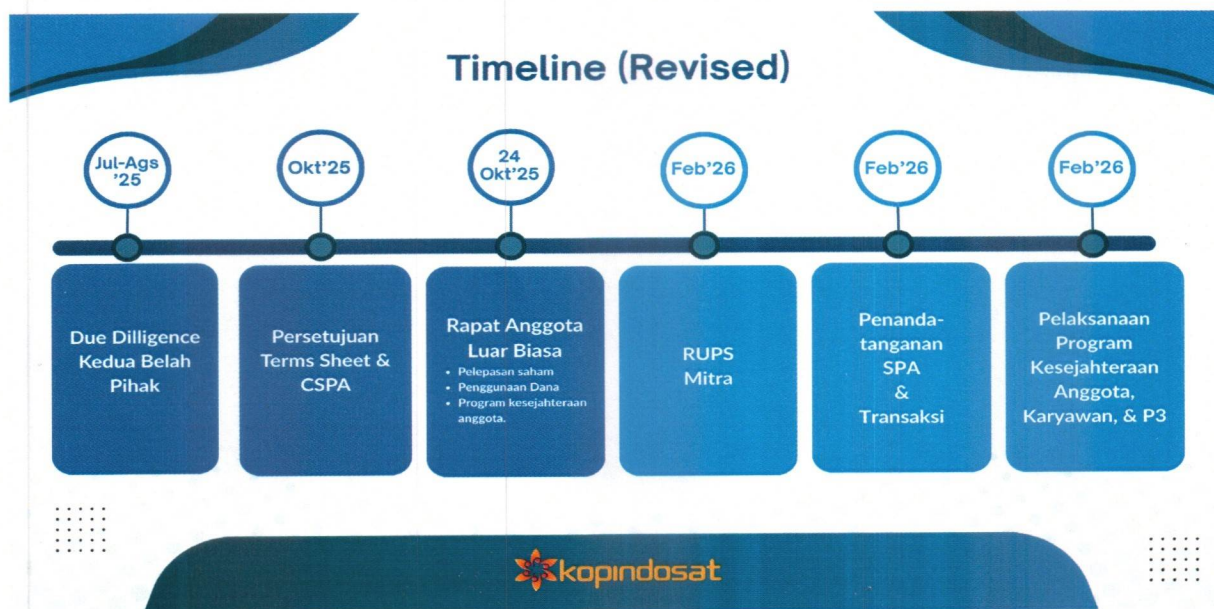 Timeline (Revised)
Jul-Ags
'25
Okt'25
24
Okt'25
Feb'26
Feb'26
Feb'26
Due Dilligence
Kedua Belah
Pihak
Persetujuan
Terms Sheet &
CSPA
Rapat Anggota
Luar Biasa
• Pelepasan saham
• Penggunaan Dana
• Program kesejahteraan
anggota.
RUPS
Mitra
Penanda-
tanganan
SPA
&
Transaksi
Pelaksanaan
Program
Kesejahteraan
Anggota,
Karyawan, & P3
kopindosat